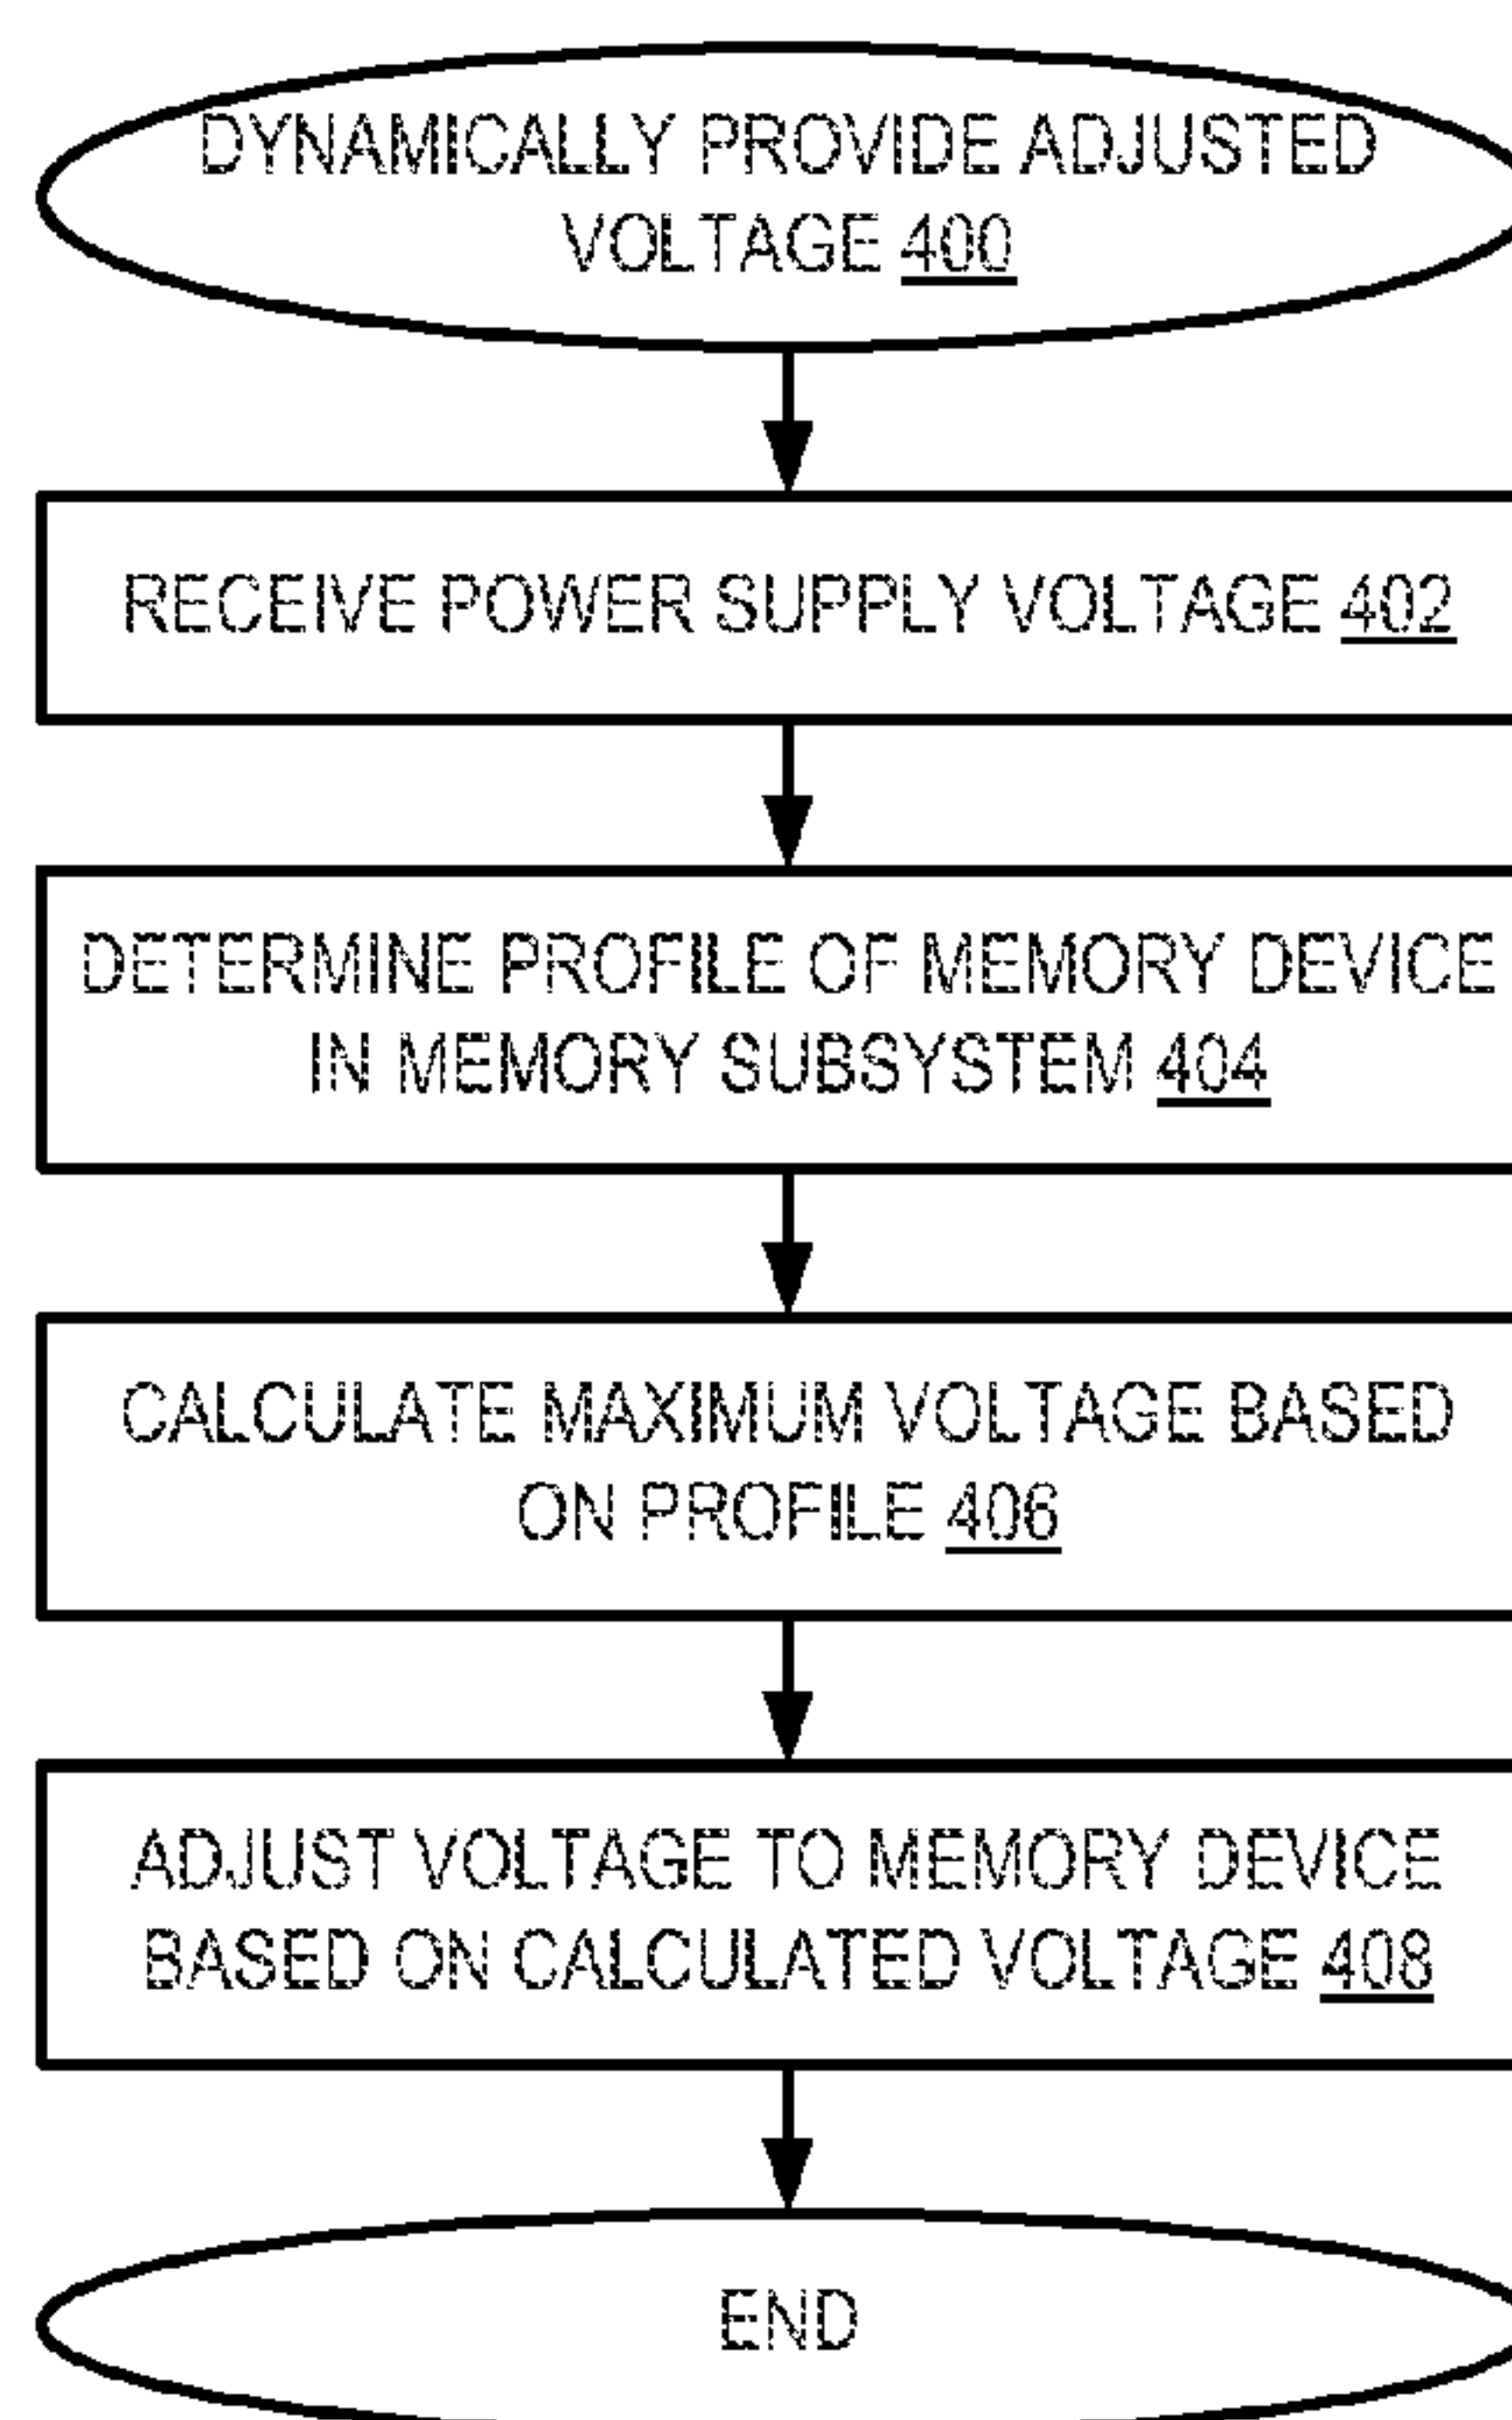 DYNAMICALLY PROVIDE ADJUSTED
VOLTAGE 400
RECEIVE POWER SUPPLY VOLTAGE 402
DETERMINE PROFILE OF MEMORY DEVICE
IN MEMORY SUBSYSTEM 404
CALCULATE MAXIMUM VOLTAGE BASED
ON PROFILE 406
ADJUST VOLTAGE TO MEMORY DEVICE
BASED ON CALCULATED VOLTAGE 408
END